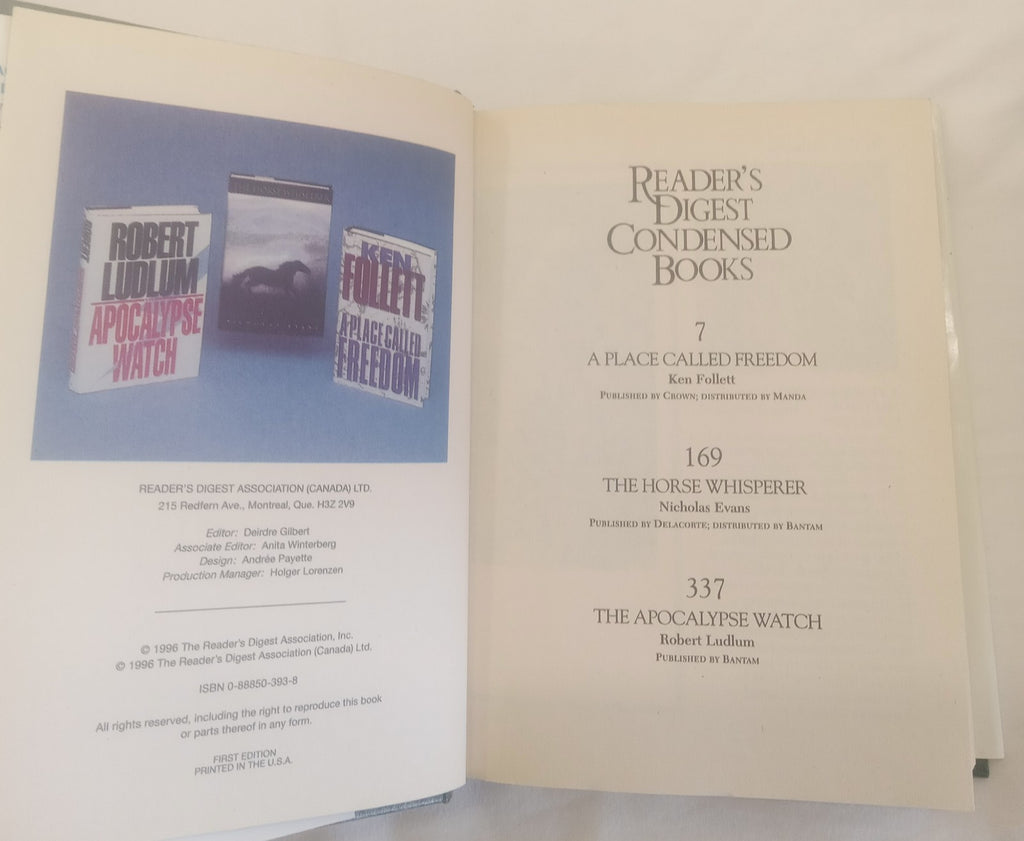 ROBERT
LUDLUM
APOCALYPSE
WATCH
THE HORSE WHISPERER
KEN
FOLLETT
A PLACE CALLED
FREEDOM
READER'S DIGEST ASSOCIATION (CANADA) LTD.
215 Redfern Ave., Montreal, Que. H3Z 2V9
Editor: Deirdre Gilbert
Associate Editor: Anita Winterberg
Design: Andrée Payette
Production Manager: Holger Lorenzen
© 1996 The Reader's Digest Association, Inc.
© 1996 The Reader's Digest Association (Canada) Ltd.
ISBN 0-88850-393-8
All rights reserved, including the right to reproduce this book
or parts thereof in any form.
FIRST EDITION
PRINTED IN THE U.S.A.
READER'S
DIGEST
CONDENSED
BOOKS
7
A PLACE CALLED FREEDOM
Ken Follett
PUBLISHED BY CROWN; DISTRIBUTED BY MANDA
169
THE HORSE WHISPERER
Nicholas Evans
PUBLISHED BY DELACORTE; DISTRIBUTED BY BANTAM
337
THE APOCALYPSE WATCH
Robert Ludlum
PUBLISHED BY BANTAM